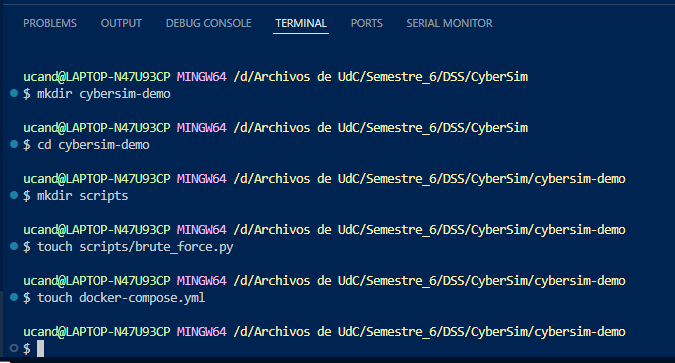 PROBLEMS OUTPUT DEBUG CONSOLE TERMINAL PORTS SERIAL MONITOR
ucand@LAPTOP-N47U93CP MINGW64 /d/Archivos de UdC/Semestre_6/DSS/CyberSim
$ mkdir cybersim-demo
ucand@LAPTOP-N47U93CP MINGW64 /d/Archivos de UdC/Semestre_6/DSS/CyberSim
$ cd cybersim-demo
ucand@LAPTOP-N47U93CP MINGW64 /d/Archivos de UdC/Semestre_6/DSS/CyberSim/cybersim-demo
$ mkdir scripts
ucand@LAPTOP-N47U93CP MINGW64 /d/Archivos de UdC/Semestre_6/DSS/CyberSim/cybersim-demo
$ touch scripts/brute_force.py
ucand@LAPTOP-N47U93CP MINGW64 /d/Archivos de UdC/Semestre_6/DSS/CyberSim/cybersim-demo
$ touch docker-compose.yml
ucand@LAPTOP-N47U93CP MINGW64 /d/Archivos de UdC/Semestre_6/DSS/CyberSim/cybersim-demo
$